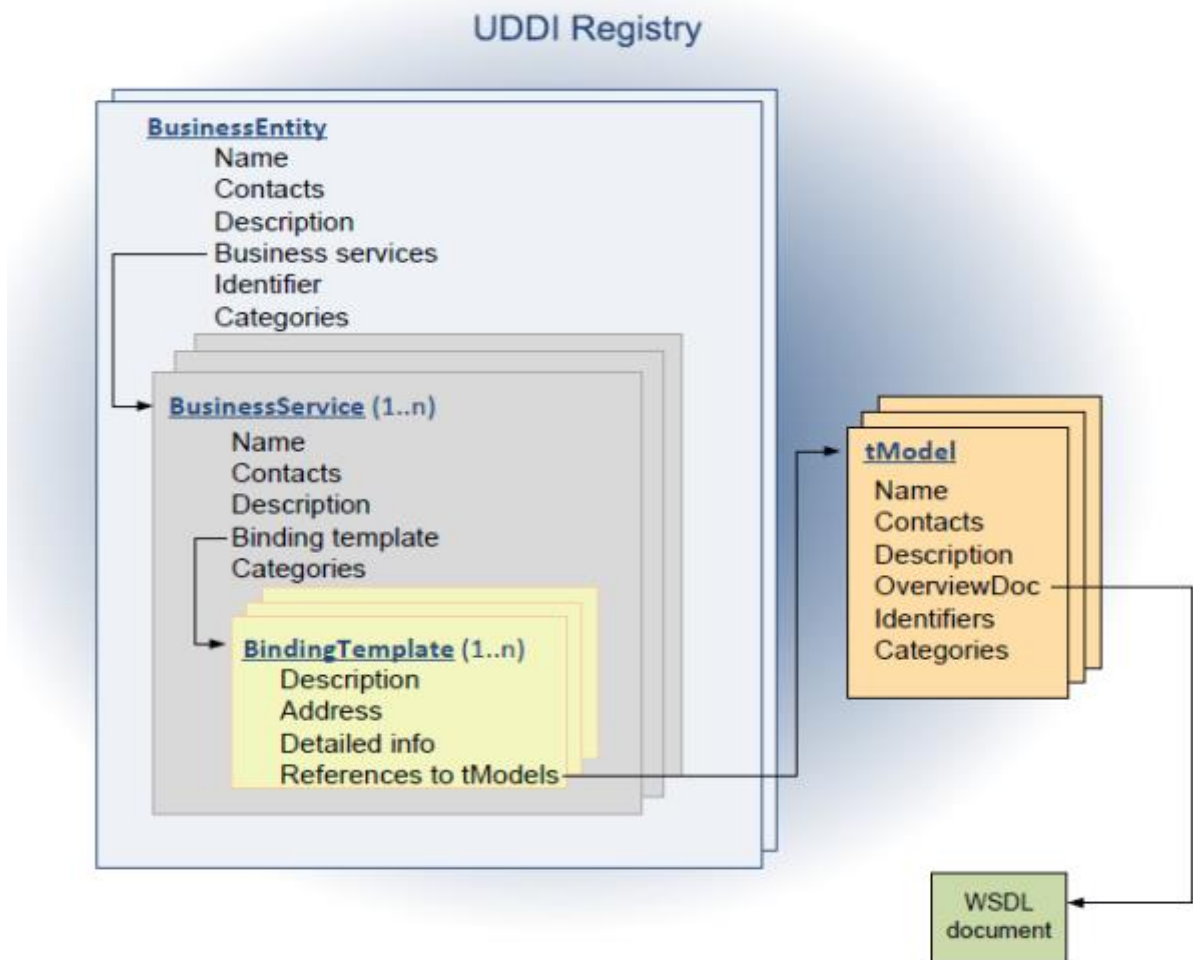 UDDI Registry
BusinessEntity
Name
Contacts
Description
Business services
Identifier
Categories
BusinessService (1..n)
Name
Contacts
Description
Binding template
Categories
BindingTemplate (1..n)
Description
Address
Detailed info
References to tModels
tModel
Name
Contacts
Description
OverviewDoc
Identifiers
Categories
WSDL
document